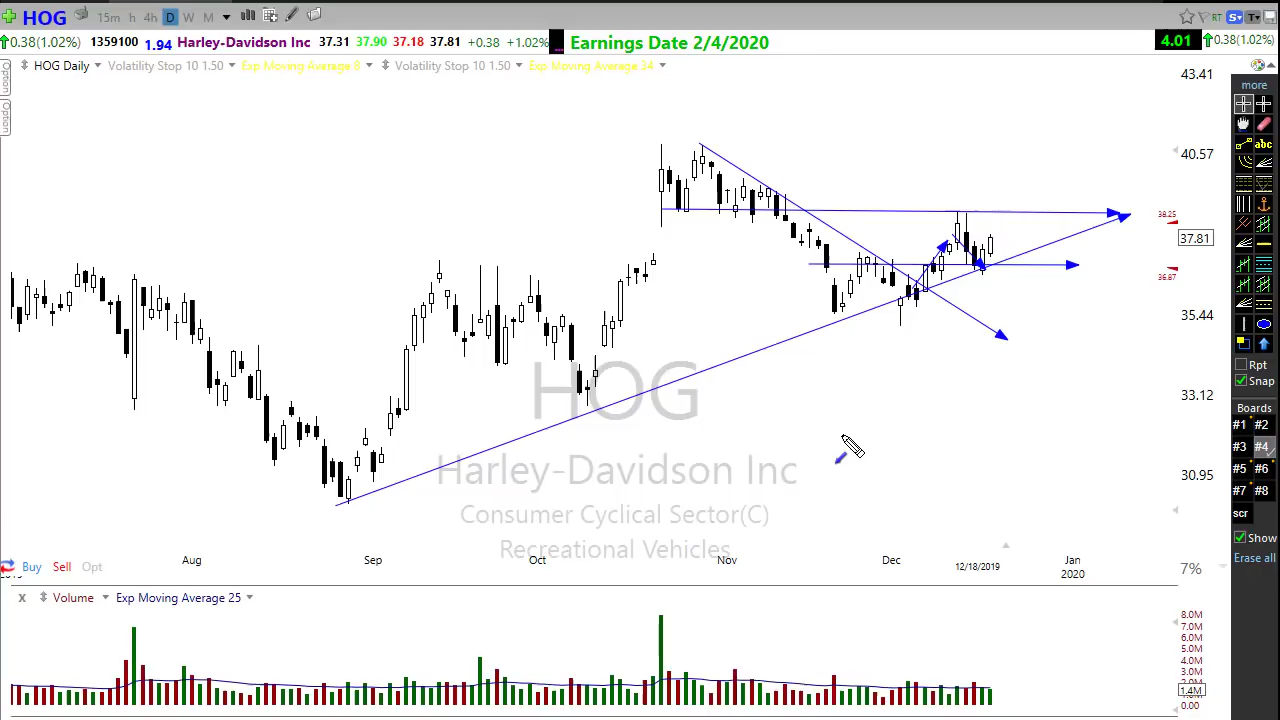 HOG 15m h 4h D W M RT S T
0.38(1.02%) 1359100 1.94 Harley-Davidson Inc 37.31 37.90 37.18 37.81 +0.38 +1.02% Earnings Date 2/4/2020 4.01 0.38(1.02%)
HOG Daily Volatility Stop 10 1.50 Exp Moving Average 8 Volatility Stop 10 1.50 Exp Moving Average 34
Option
Option
43.41
40.57
38.25
37.81
36.87
35.44
33.12
30.95
HOG
Harley-Davidson Inc
Consumer Cyclical Sector(C)
Recreational Vehicles
Aug Sep Oct Nov Dec 12/18/2019 Jan
2020
Buy Sell Opt
7%
X Volume Exp Moving Average 25
8.0M
7.0M
6.0M
5.0M
4.0M
3.0M
1.4M
0.00
more
abc
Rpt
Snap
Boards
#1 #2
#3 #4
#5 #6
#7 #8
scr
Show
Erase all